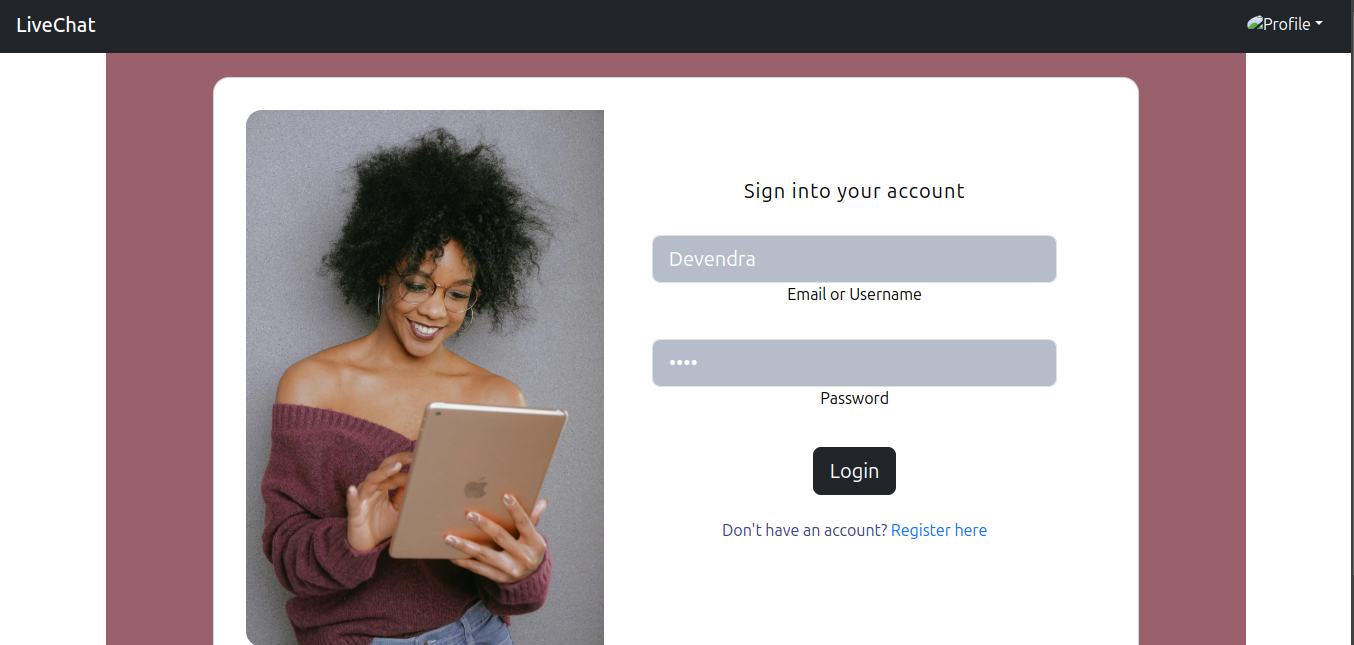 LiveChat
Profile
Sign into your account
Devendra
Email or Username
••••
Password
Login
Don't have an account? Register here